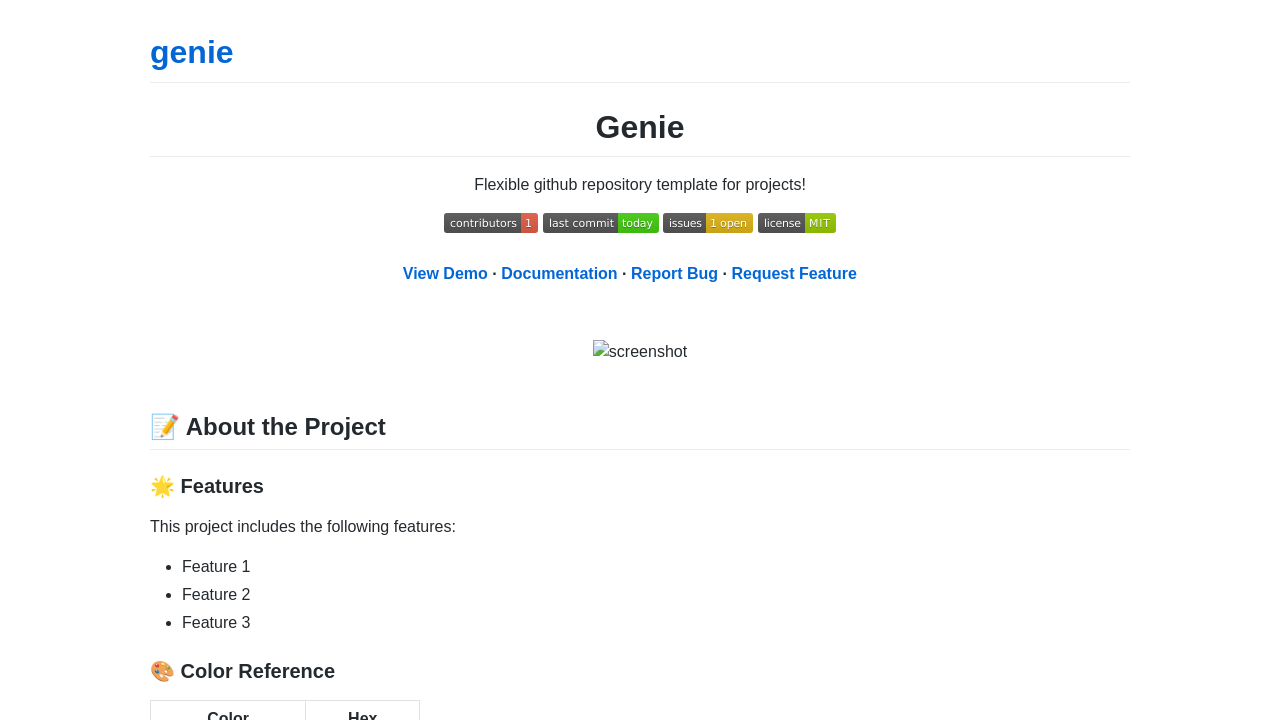 genie
Genie
Flexible github repository template for projects!
contributors 1 last commit today issues 1 open license MIT
View Demo · Documentation · Report Bug · Request Feature
screenshot
📝 About the Project
🌟 Features
This project includes the following features:
• Feature 1
• Feature 2
• Feature 3
🎨 Color Reference
Color Hex